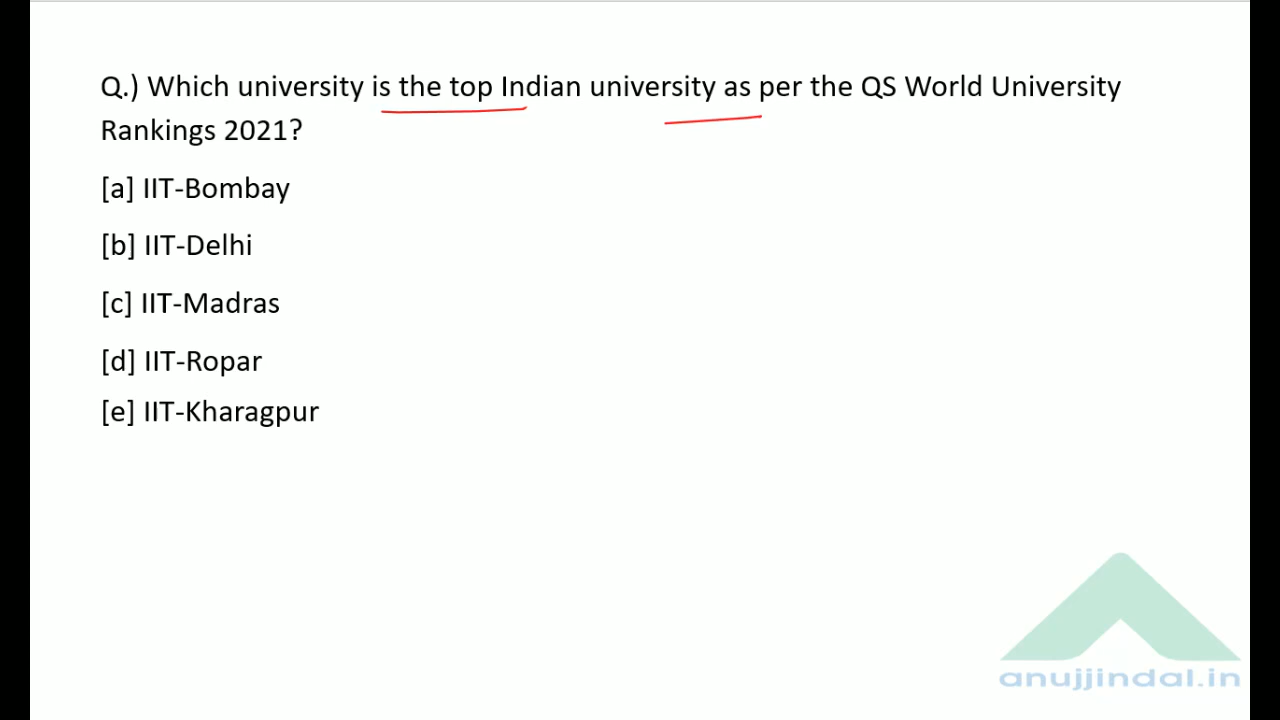 Q.) Which university is the top Indian university as per the QS World University
Rankings 2021?
[a] IIT-Bombay
[b] IIT-Delhi
[c] IIT-Madras
[d] IIT-Ropar
[e] IIT-Kharagpur
anujjindal.in